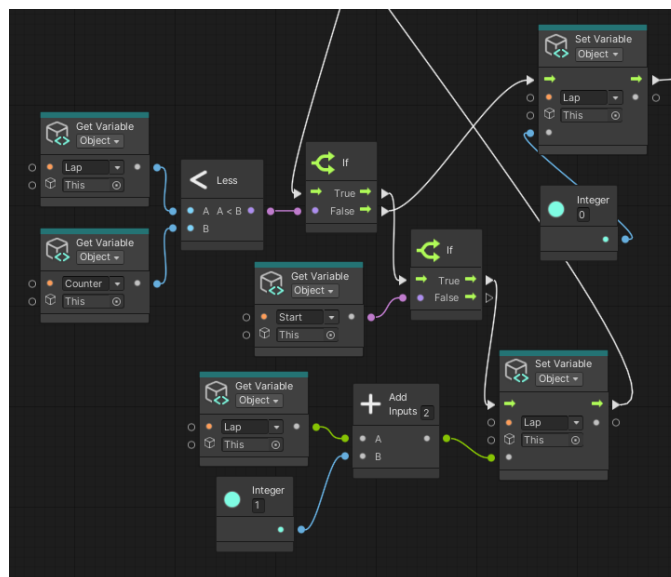 Set Variable
Object
Lap
This
Get Variable
Object
Lap
This
Less
A A < B
B
If
True
False
Integer
0
Get Variable
Object
Counter
This
If
True
False
Get Variable
Object
Start
This
Set Variable
Object
Lap
This
Get Variable
Object
Lap
This
Add
Inputs 2
A
B
Integer
1